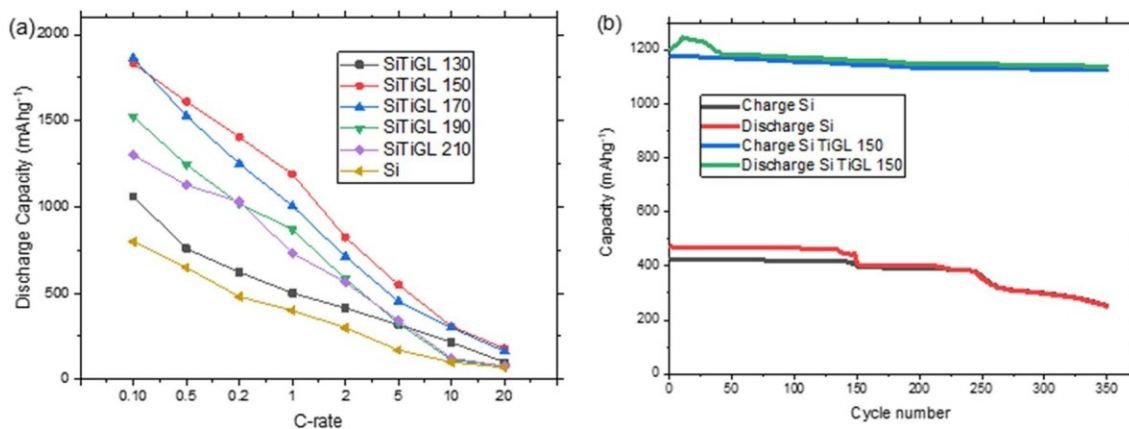 (a)
2000
1500
1000
500
0
Discharge Capacity (mAhg⁻¹)
SiTiGL 130
SITIGL 150
SITIGL 170
SITIGL 190
SITIGL 210
Si
0.10 0.5 0.2 1 2 5 10 20
C-rate
(b)
1200
1000
800
600
400
200
0
Capacity (mAhg⁻¹)
Charge Si
Discharge Si
Charge Si TiGL 150
Discharge Si TiGL 150
0 50 100 150 200 250 300 350
Cycle number